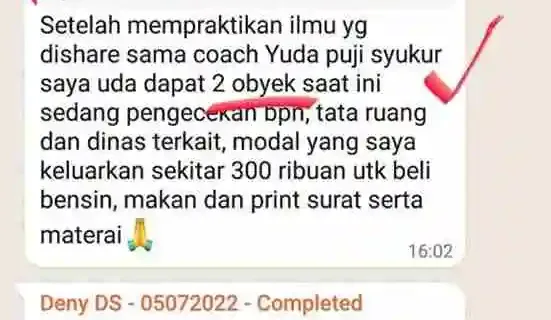 Setelah mempraktikan ilmu yg
dishare sama coach Yuda puji syukur
saya uda dapat 2 obyek saat ini
sedang pengecekan bpn, tata ruang
dan dinas terkait, modal yang saya
keluarkan sekitar 300 ribuan utk beli
bensin, makan dan print surat serta
materai 🙏
16:02
Deny DS - 05072022 - Completed